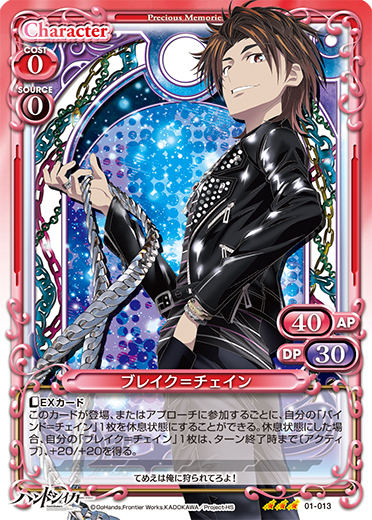 Precious Memories
Character
COST
0
SOURCE
0
40 AP
DP 30
ブレイク=チェイン
EXカード
このカードが登場、またはアプローチに参加するごとに、自分の「バイ
ンド=チェイン」1枚を休息状態にすることができる。休息状態にした場
合、自分の「ブレイク=チェイン」1枚は、ターン終了時まで〔アクティ
ブ〕、+20/+20を得る。
てめえは俺に狩られてろよ!
ハンドシェイカー
©GoHands,Frontier Works,KADOKAWA／Project-HS
01-013